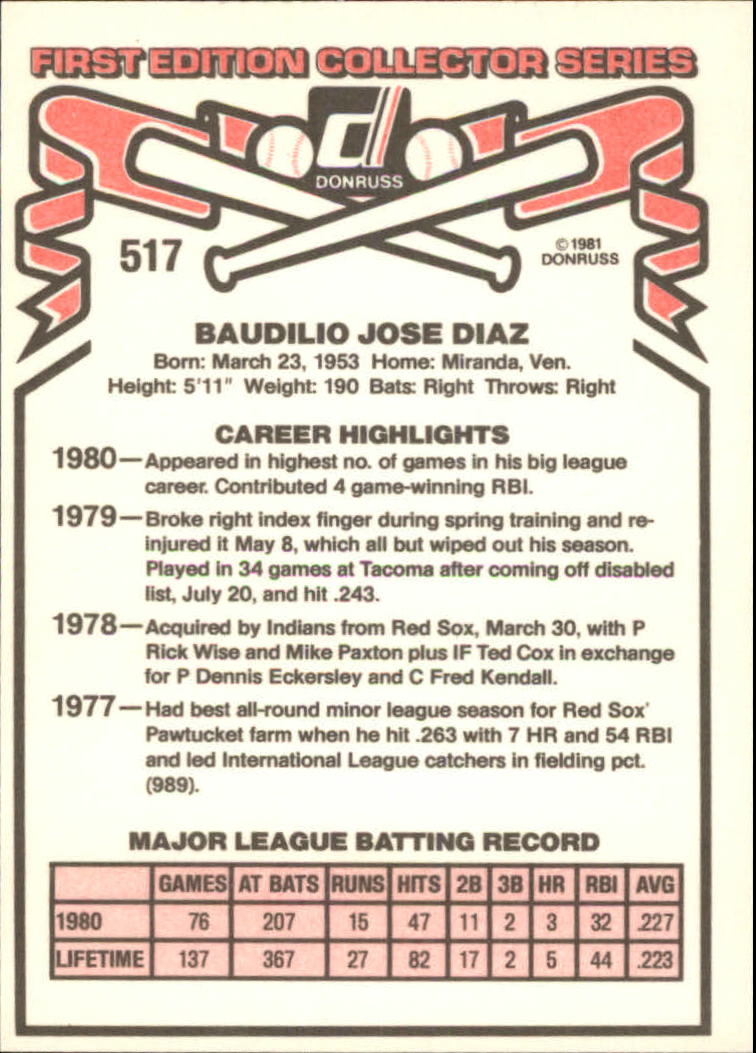 FIRST EDITION COLLECTOR SERIES
DONRUSS
517
©1981
DONRUSS
BAUDILIO JOSE DIAZ
Born: March 23, 1953 Home: Miranda, Ven.
Height: 5'11" Weight: 190 Bats: Right Throws: Right
CAREER HIGHLIGHTS
1980—Appeared in highest no. of games in his big league
career. Contributed 4 game-winning RBI.
1979—Broke right index finger during spring training and re-
injured it May 8, which all but wiped out his season.
Played in 34 games at Tacoma after coming off disabled
list, July 20, and hit .243.
1978—Acquired by Indians from Red Sox, March 30, with P
Rick Wise and Mike Paxton plus IF Ted Cox in exchange
for P Dennis Eckersley and C Fred Kendall.
1977—Had best all-round minor league season for Red Sox'
Pawtucket farm when he hit .263 with 7 HR and 54 RBI
and led International League catchers in fielding pct.
(989).
MAJOR LEAGUE BATTING RECORD
GAMES AT BATS RUNS HITS 2B 3B HR RBI AVG
1980 76 207 15 47 11 2 3 32 .227
LIFETIME 137 367 27 82 17 2 5 44 .223